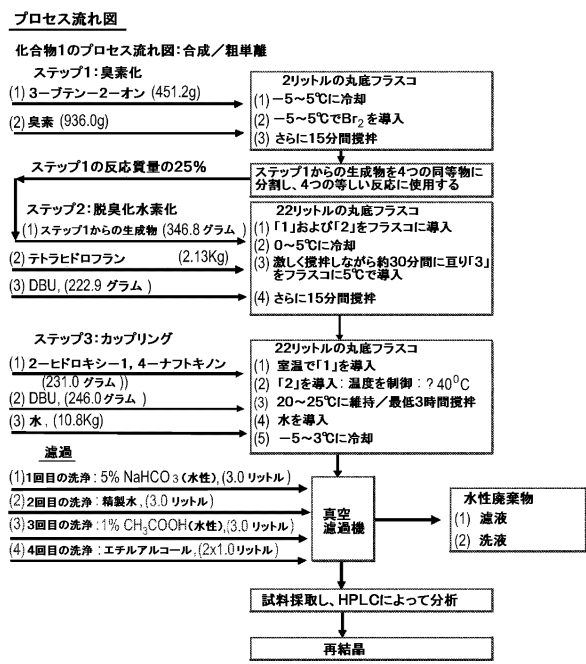 プロセス流れ図
化合物1のプロセス流れ図:合成/粗単離
ステップ1:臭素化
(1) 3ーブテンー2ーオン (451.2g)
(2) 臭素 (936.0g)
2リットルの丸底フラスコ
(1) −5~5℃に冷却
(2) −5~5℃でBr2を導入
(3) さらに15分間撹拌
ステップ1の反応質量の25%
ステップ1からの生成物を4つの同等物に
分割し、4つの等しい反応に使用する
ステップ2:脱臭化水素化
(1) ステップ1からの生成物 (346.8 グラム )
(2) テトラヒドロフラン (2.13Kg)
(3) DBU, (222.9 グラム )
22リットルの丸底フラスコ
(1) 「1」および「2」をフラスコに導入
(2) 0~5℃に冷却
(3) 激しく撹拌しながら約30分間に亘り「3」
をフラスコに5℃で導入
(4) さらに15分間撹拌
ステップ3:カップリング
(1) 2ーヒドロキシー1, 4ーナフトキノン
(231.0 グラム ))
(2) DBU, (246.0 グラム )
(3) 水 , (10.8Kg)
22リットルの丸底フラスコ
(1) 室温で「1」を導入
(2) 「2」を導入:温度を制御:? 40⁰C
(3) 20~25℃に維持/最低3時間撹拌
(4) 水を導入
(5) −5~3℃に冷却
濾過
(1) 1回目の洗浄:5% NaHCO3 (水性) , (3.0 リットル )
(2) 2回目の洗浄:精製水 , (3.0 リットル )
(3) 3回目の洗浄:1% CH3COOH (水性) , (3.0 リットル )
(4) 4回目の洗浄:エチルアルコール , (2x1.0リットル )
真空
濾過機
水性廃棄物
(1) 濾液
(2) 洗液
試料採取し、HPLCによって分析
再結晶